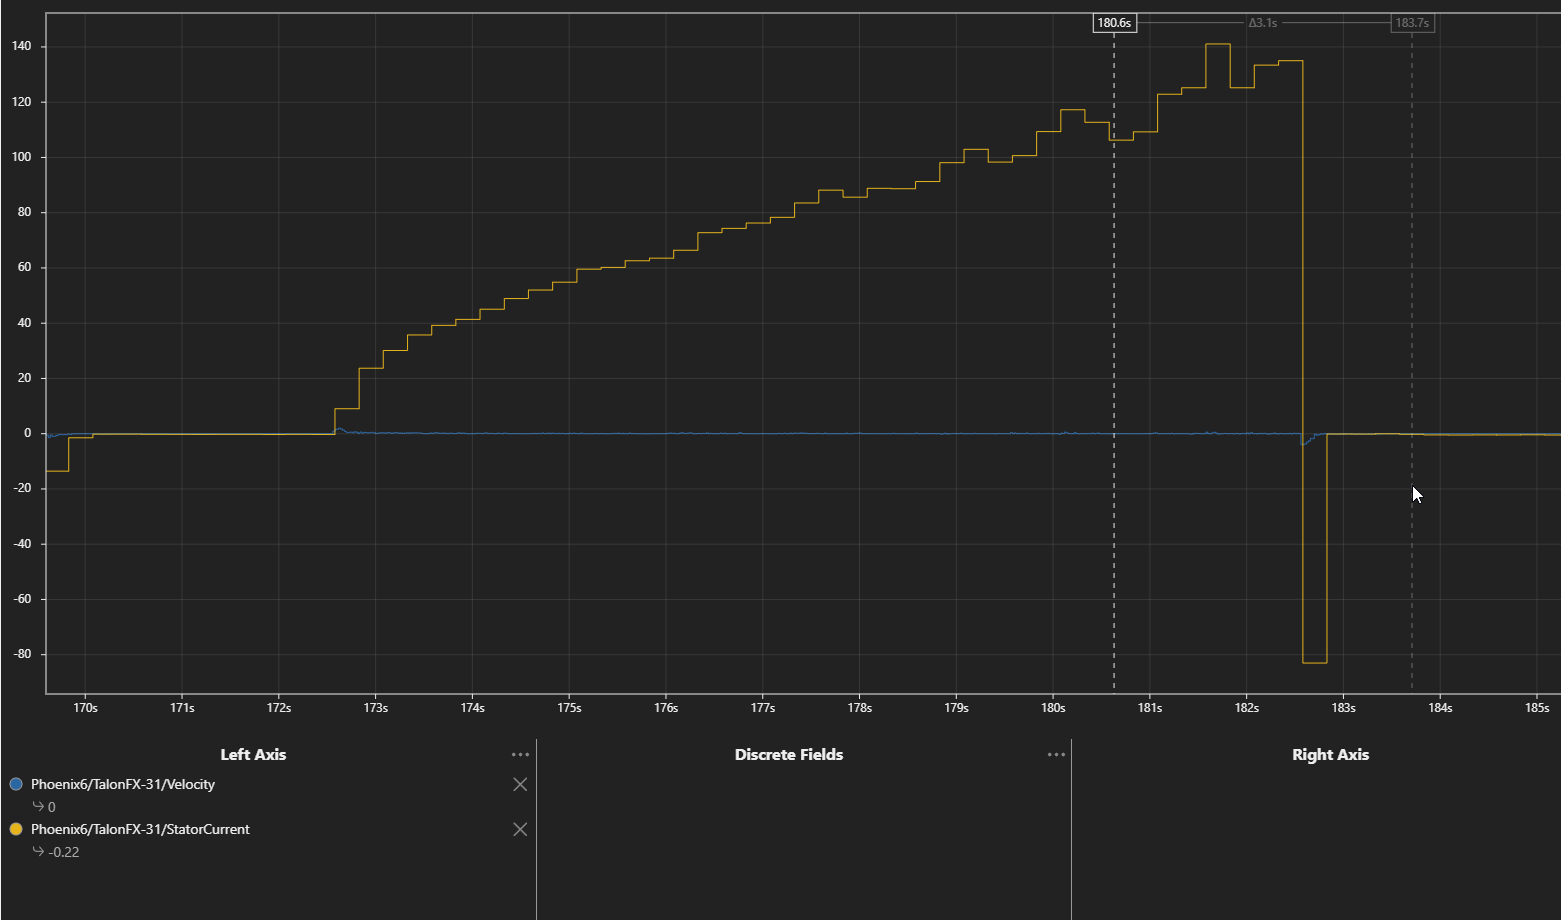 180.6s Δ3.1s 183.7s
140
120
100
80
60
40
20
0
-20
-40
-60
-80
170s 171s 172s 173s 174s 175s 176s 177s 178s 179s 180s 181s 182s 183s 184s 185s
Left Axis ··· Discrete Fields ··· Right Axis
Phoenix6/TalonFX-31/Velocity
0
Phoenix6/TalonFX-31/StatorCurrent
-0.22